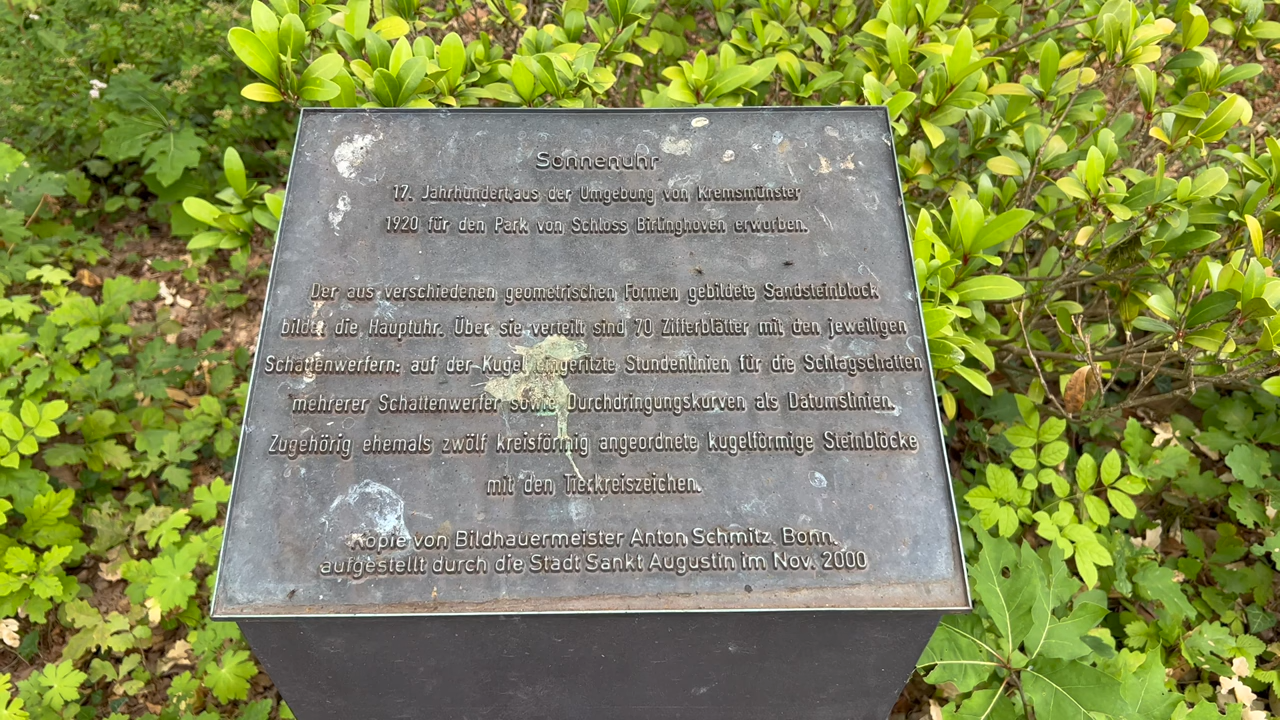 Sonnenuhr
17. Jahrhundert aus der Umgebung von Kremsmünster
1920 für den Park von Schloss Birlinghoven erworben.
Der aus verschiedenen geometrischen Formen gebildete Sandsteinblock
bildet die Hauptuhr. Über sie verteilt sind 70 Zifferblätter mit den jeweiligen
Schattenwerfern: auf der Kugel eingeritzte Stundenlinien für die Schlagschatten
mehrerer Schattenwerfer sowie Durchdringungskurven als Datumslinien.
Zugehörig ehemals zwölf kreisförmig angeordnete kugelförmige Steinblöcke
mit den Tierkreiszeichen.
Kopie von Bildhauermeister Anton Schmitz, Bonn.
aufgestellt durch die Stadt Sankt Augustin im Nov. 2000